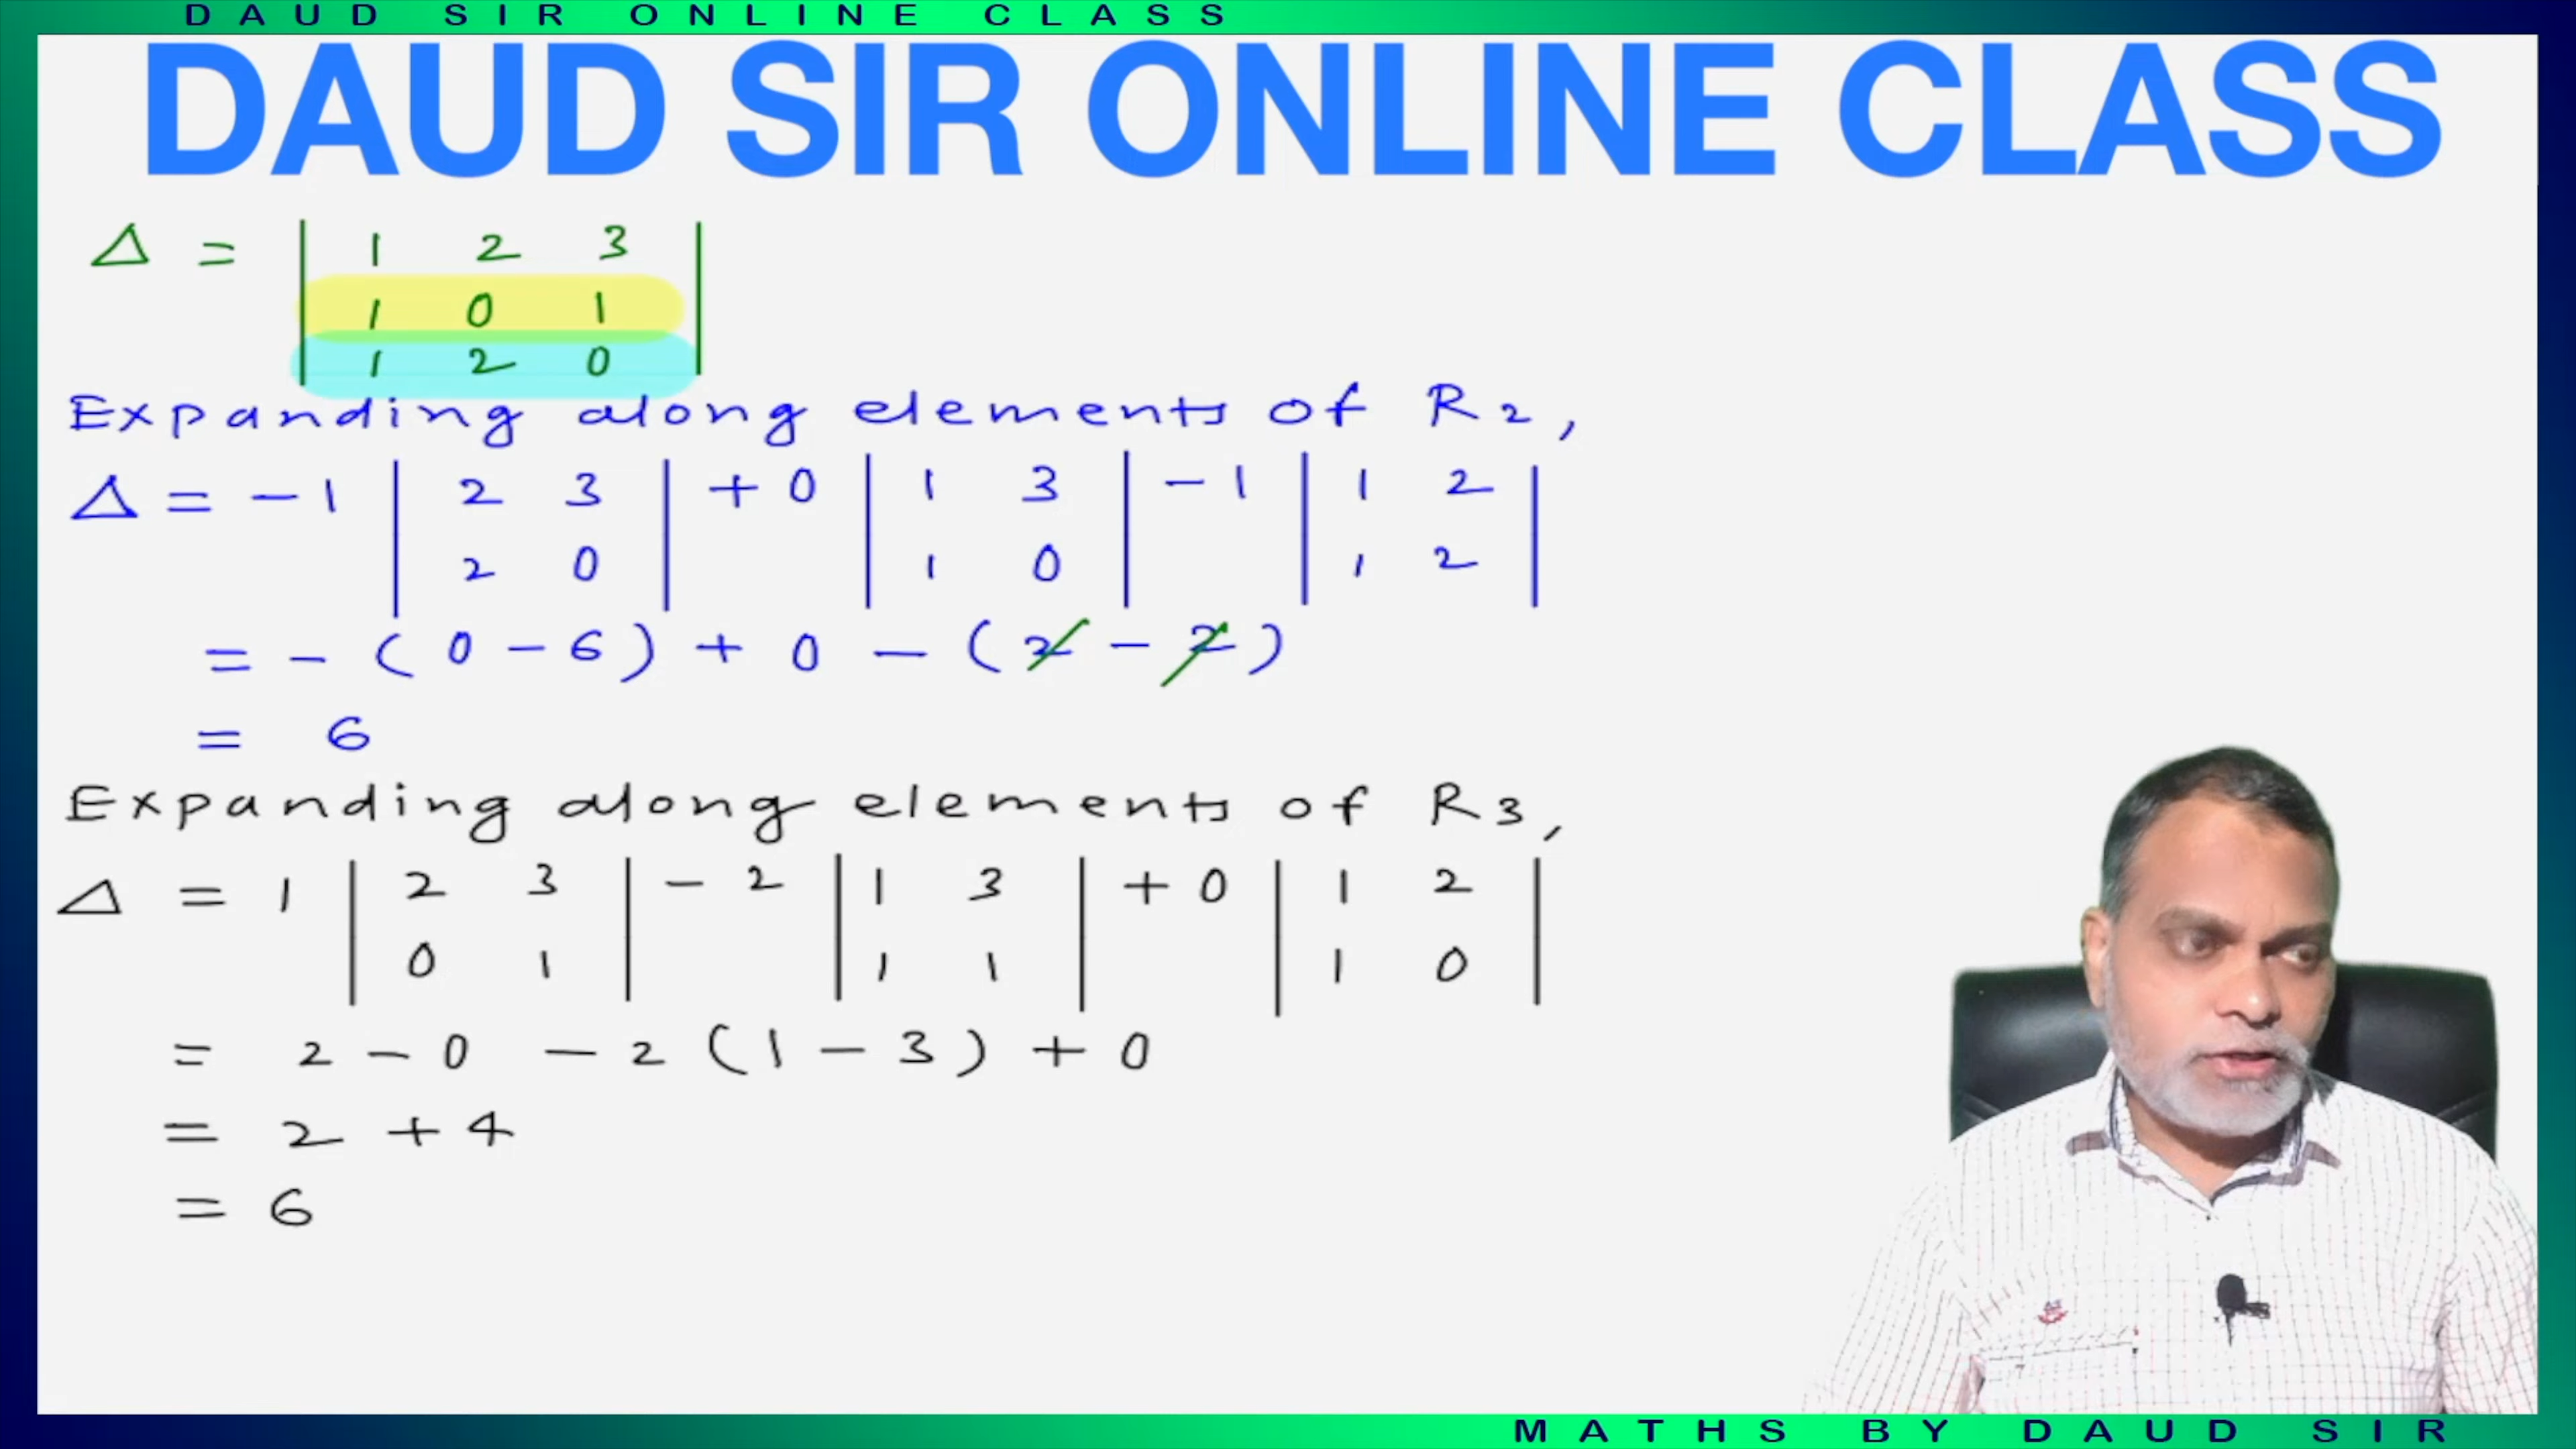 DAUD SIR ONLINE CLASS
DAUD SIR ONLINE CLASS
Δ = | 1 2 3 |
| 1 0 1 |
| 1 2 0 |
Expanding along elements of R2,
Δ = -1 | 2 3 | + 0 | 1 3 | - 1 | 1 2 |
| 2 0 | | 1 0 | | 1 2 |
= - ( 0 - 6 ) + 0 - ( 2 - 2 )
= 6
Expanding along elements of R3,
Δ = 1 | 2 3 | - 2 | 1 3 | + 0 | 1 2 |
| 0 1 | | 1 1 | | 1 0 |
= 2 - 0 - 2 ( 1 - 3 ) + 0
= 2 + 4
= 6
MATHS BY DAUD SIR